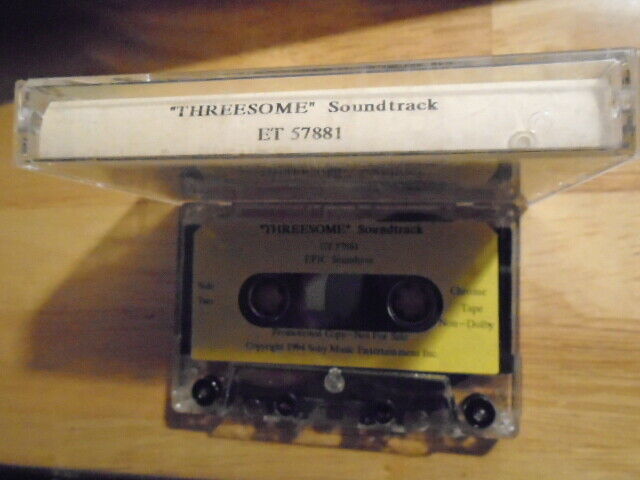 "THREESOME" Soundtrack
ET 57881
"THREESOME" Soundtrack
ET 57881
EPIC Soundtrax
Side
Two
Chrome
Tape
Non-Dolby
Promotional Copy - Not For Sale
Copyright 1994 Sony Music Entertainment Inc.